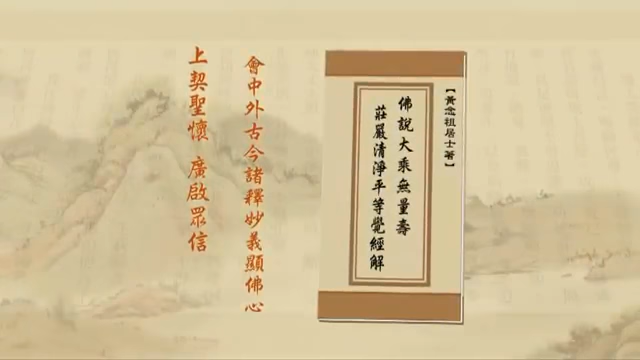 【黃念祖居士著】
佛說大乘無量壽
莊嚴清淨平等覺經解
會中外古今諸釋妙義顯佛心
上契聖懷 廣啟眾信